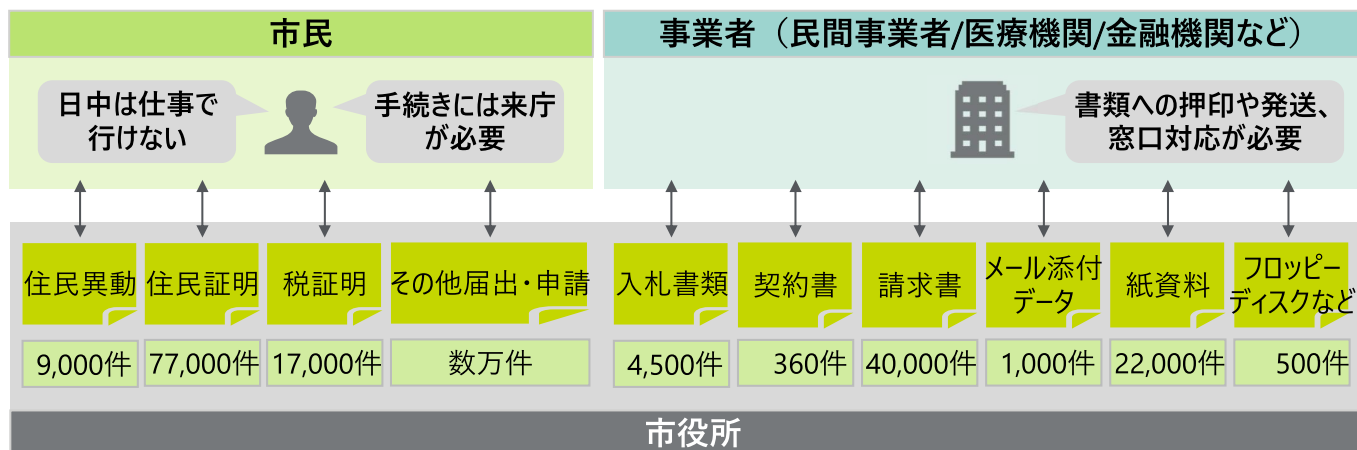 市民
事業者（民間事業者/医療機関/金融機関など）
日中は仕事で
行けない
手続きには来庁
が必要
書類への押印や発送、
窓口対応が必要
住民異動
住民証明
税証明
その他届出・申請
入札書類
契約書
請求書
メール添付
データ
紙資料
フロッピー
ディスクなど
9,000件
77,000件
17,000件
数万件
4,500件
360件
40,000件
1,000件
22,000件
500件
市役所